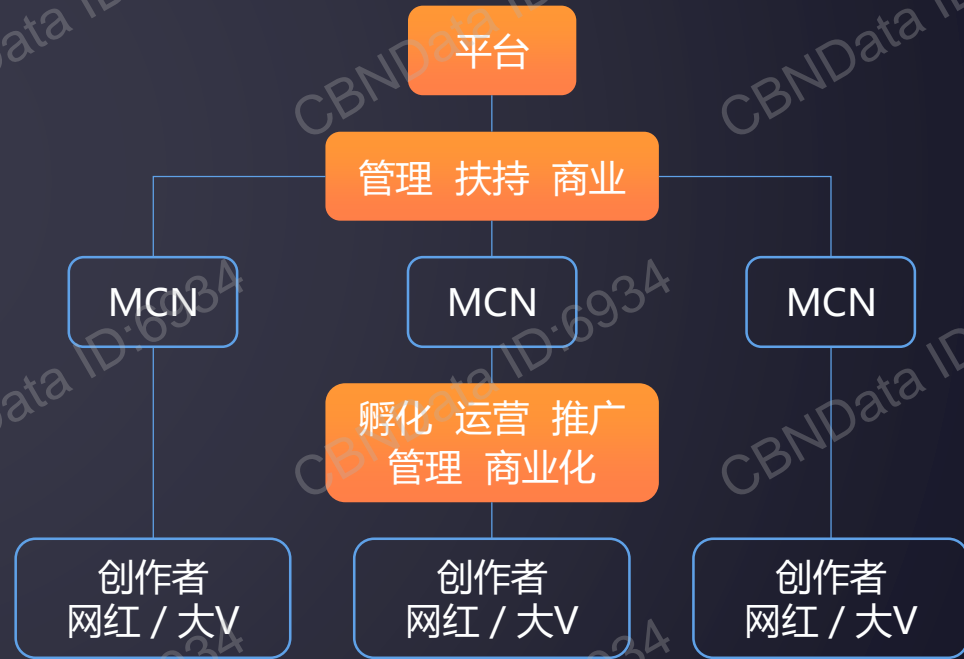 平台
管理 扶持 商业
MCN
MCN
MCN
孵化 运营 推广
管理 商业化
创作者
网红 / 大V
创作者
网红 / 大V
创作者
网红 / 大V
CBNData ID:6934